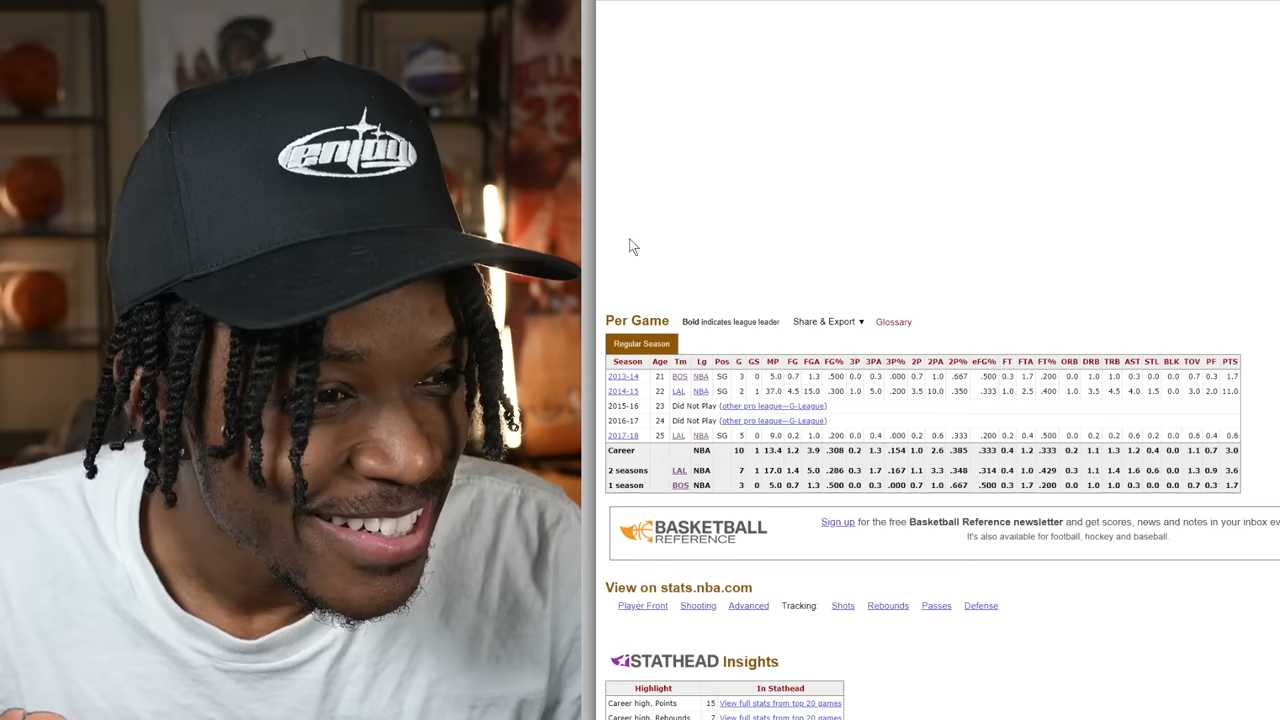 enjoy
23
Per Game Bold indicates league leader Share & Export ▼ Glossary
Regular Season
Season Age Tm Lg Pos G GS MP FG FGA FG% 3P 3PA 3P% 2P 2PA 2P% eFG% FT FTA FT% ORB DRB TRB AST STL BLK TOV PF PTS
2013-14 21 BOS NBA SG 3 0 5.0 0.7 1.3 .500 0.0 0.3 .000 0.7 1.0 .667 .500 0.3 1.7 .200 0.0 1.0 1.0 0.3 0.0 0.0 0.7 0.3 1.7
2014-15 22 LAL NBA SG 2 1 37.0 4.5 15.0 .300 1.0 5.0 .200 3.5 10.0 .350 .333 1.0 2.5 .400 1.0 3.5 4.5 4.0 1.5 0.0 3.0 2.0 11.0
2015-16 23 Did Not Play (other pro league—G-League)
2016-17 24 Did Not Play (other pro league—G-League)
2017-18 25 LAL NBA SG 5 0 9.0 0.2 1.0 .200 0.0 0.4 .000 0.2 0.6 .333 .200 0.2 0.4 .500 0.0 0.2 0.2 0.6 0.2 0.0 0.6 0.4 0.6
Career NBA 10 1 13.4 1.2 3.9 .308 0.2 1.3 .154 1.0 2.6 .385 .333 0.4 1.2 .333 0.2 1.1 1.3 1.2 0.4 0.0 1.1 0.7 3.0
2 seasons LAL NBA 7 1 17.0 1.4 5.0 .286 0.3 1.7 .167 1.1 3.3 .348 .314 0.4 1.0 .429 0.3 1.1 1.4 1.6 0.6 0.0 1.3 0.9 3.6
1 season BOS NBA 3 0 5.0 0.7 1.3 .500 0.0 0.3 .000 0.7 1.0 .667 .500 0.3 1.7 .200 0.0 1.0 1.0 0.3 0.0 0.0 0.7 0.3 1.7
BASKETBALL REFERENCE
Sign up for the free Basketball Reference newsletter and get scores, news and notes in your inbox
It's also available for football, hockey and baseball.
View on stats.nba.com
Player Front Shooting Advanced Tracking: Shots Rebounds Passes Defense
STATHEAD Insights
Highlight In Stathead
Career high, Points 15 View full stats from top 20 games
Career high, Rebounds 7 View full stats from top 20 games